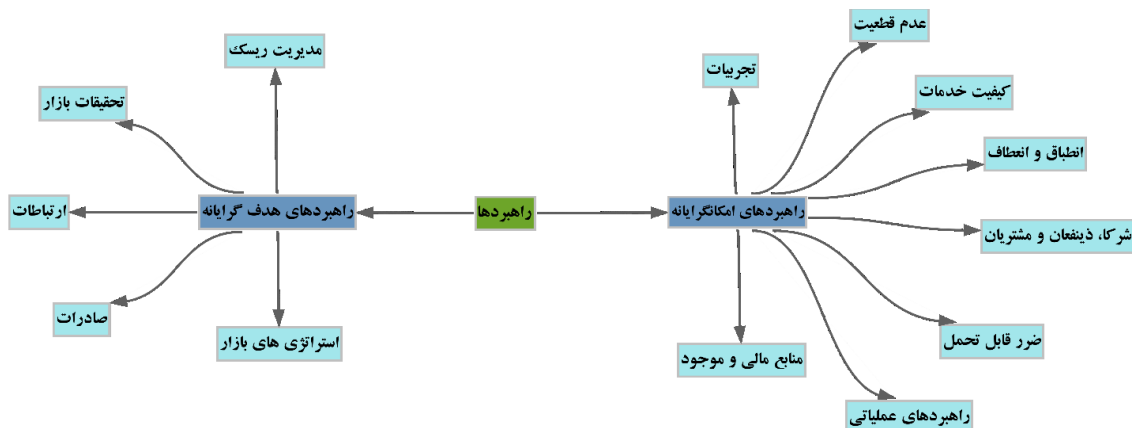 عدم قطعیت
مدیریت ریسک
تجربیات
کیفیت خدمات
تحقیقات بازار
انطباق و انعطاف
ارتباطات
راهبردهای هدف گرایانه
راهبردها
راهبردهای امکانگرایانه
شرکا، ذینفعان و مشتریان
صادرات
استراتژی های بازار
ضرر قابل تحمل
منابع مالی و موجود
راهبردهای عملیاتی